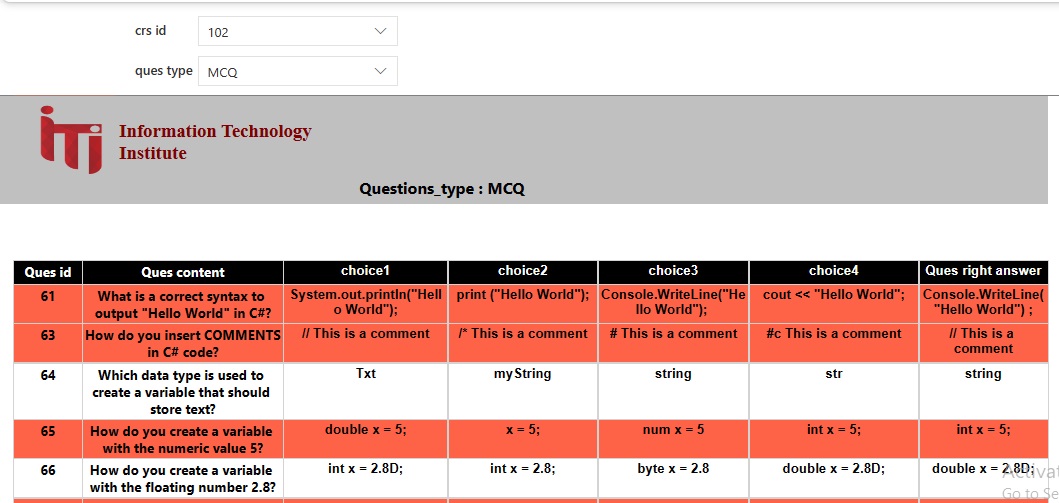 crs id
102
ques type
MCQ
iTi
Information Technology
Institute
Questions_type : MCQ
Ques id Ques content choice1 choice2 choice3 choice4 Ques right answer
61
What is a correct syntax to
output "Hello World" in C#?
System.out.println("Hell
o World");
print ("Hello World");
Console.WriteLine("He
llo World");
cout << "Hello World";
Console.WriteLine(
"Hello World") ;
63
How do you insert COMMENTS
in C# code?
// This is a comment
/* This is a comment
# This is a comment
#c This is a comment
// This is a
comment
64
Which data type is used to
create a variable that should
store text?
Txt
myString
string
str
string
65
How do you create a variable
with the numeric value 5?
double x = 5;
x = 5;
num x = 5
int x = 5;
int x = 5;
66
How do you create a variable
with the floating number 2.8?
int x = 2.8D;
int x = 2.8;
byte x = 2.8
double x = 2.8D;
double x = 2.8D;
Activat
Go to Se